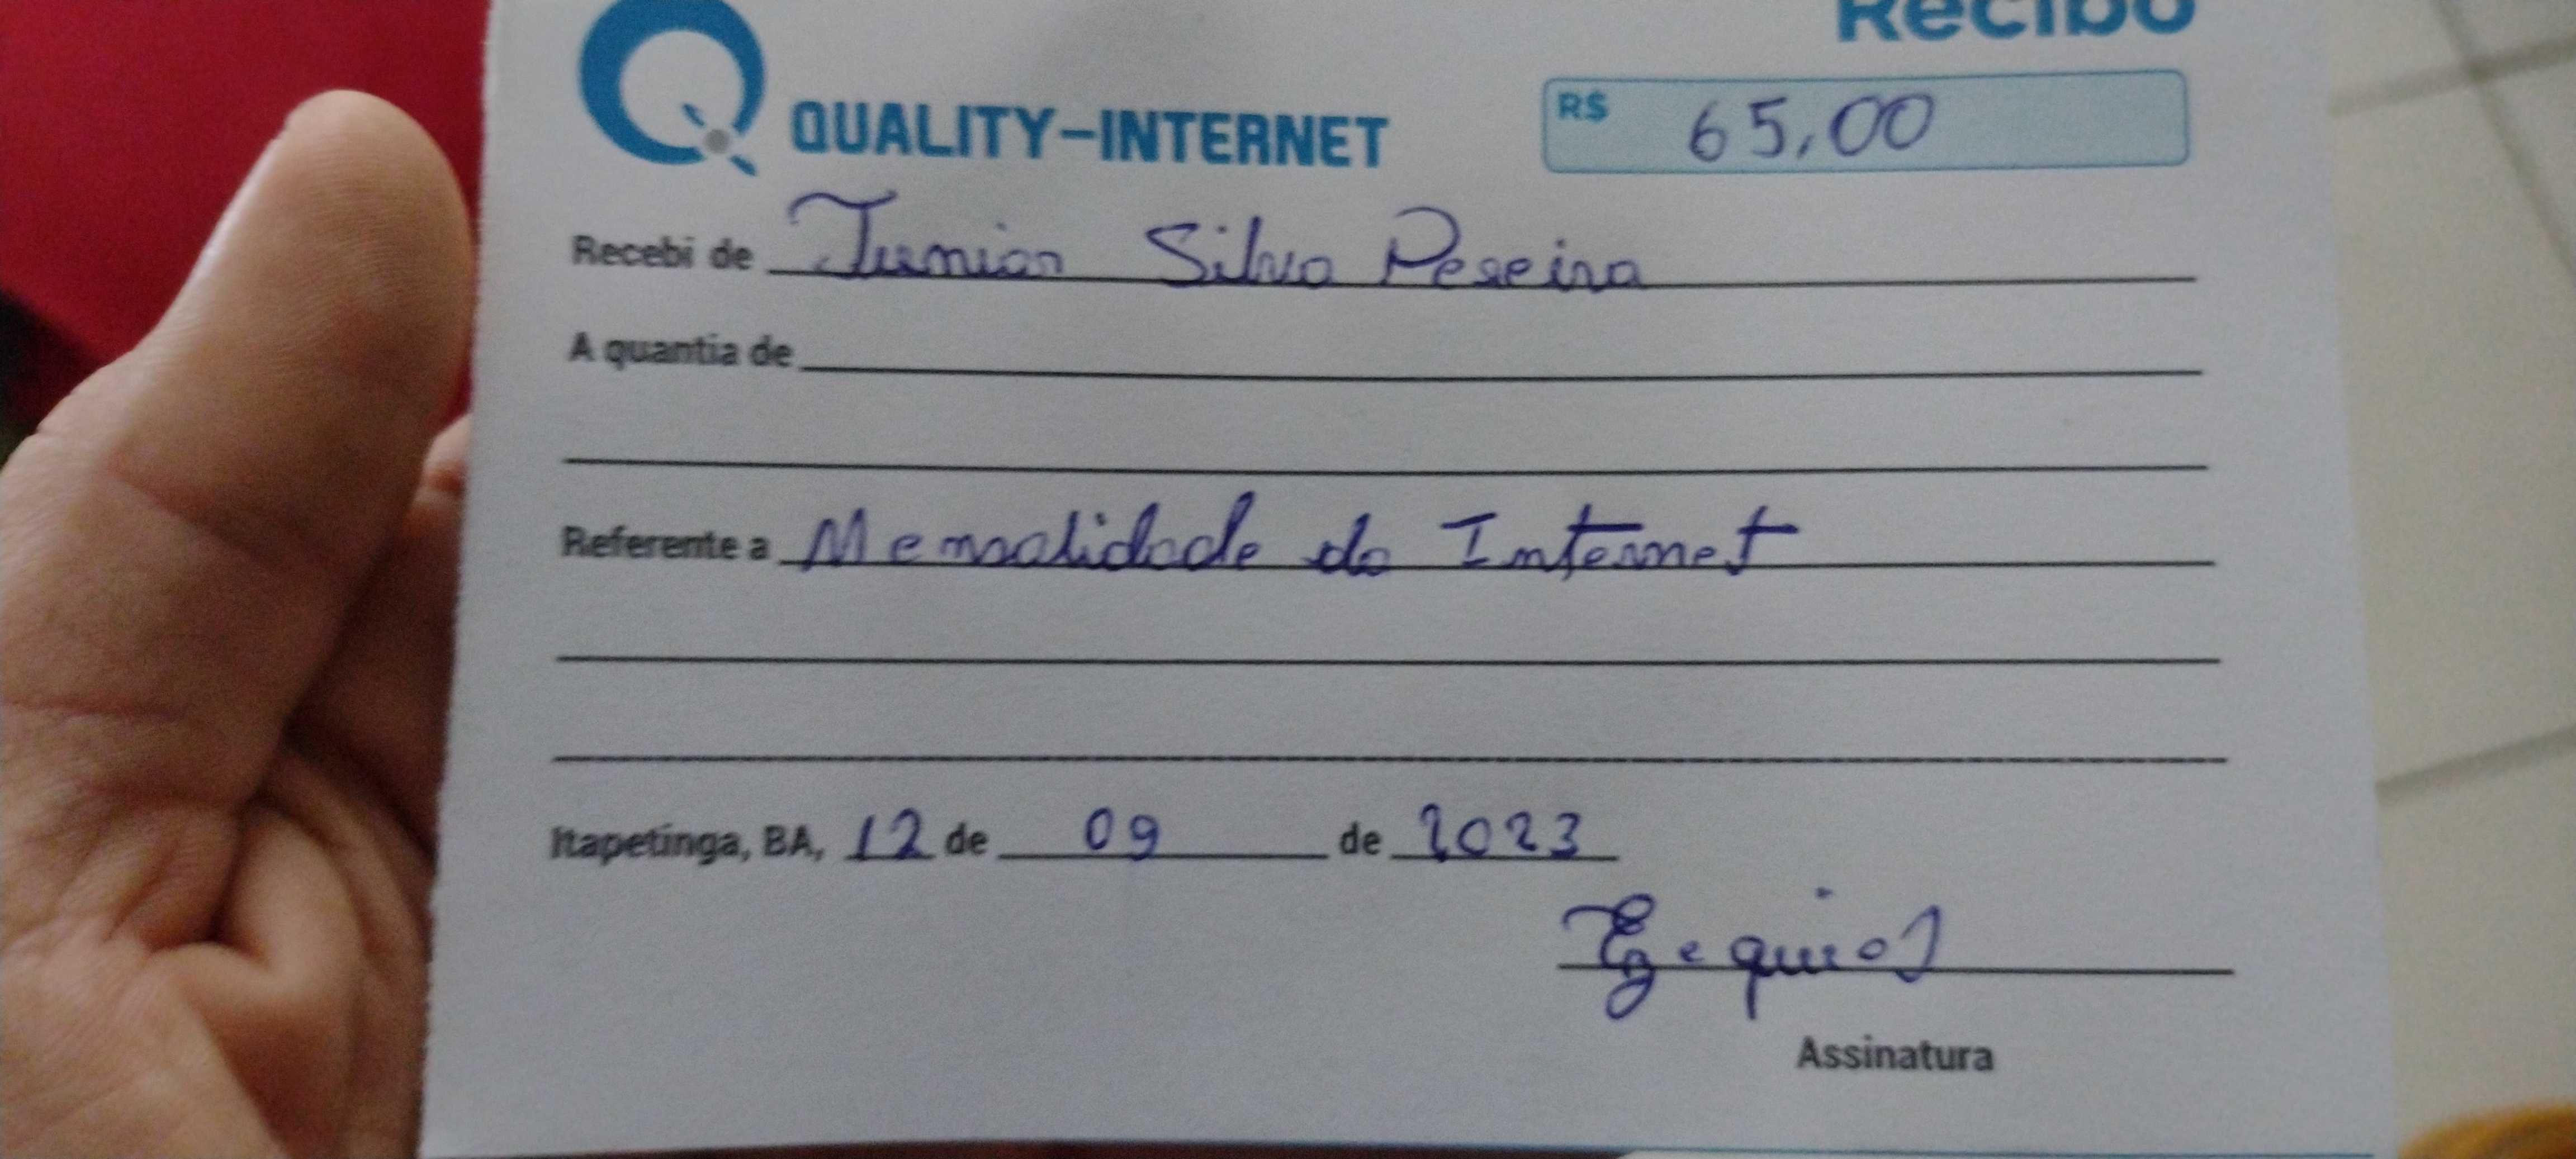 Recibo
QUALITY-INTERNET
R$ 65,00
Recebi de Junior Silva Pereira
A quantia de
Referente a Mensalidade da Internet
Itapetinga, BA, 12 de 09 de 2023
Ezequiel
Assinatura